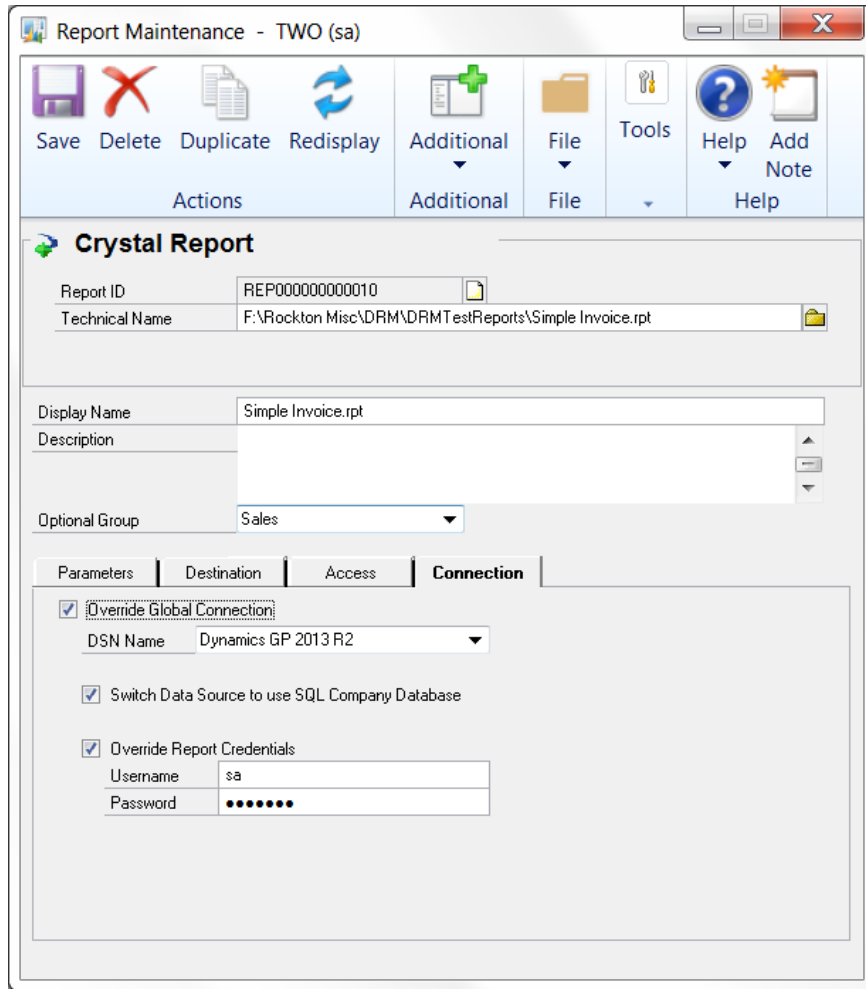 Report Maintenance - TWO (sa)
Save Delete Duplicate Redisplay Additional File Tools Help Add Note
Actions Additional File Help
Crystal Report
Report ID REP000000000010
Technical Name F:\Rockton Misc\DRM\DRMTestReports\Simple Invoice.rpt
Display Name Simple Invoice.rpt
Description
Optional Group Sales
Parameters Destination Access Connection
Override Global Connection
DSN Name Dynamics GP 2013 R2
Switch Data Source to use SQL Company Database
Override Report Credentials
Username sa
Password •••••••